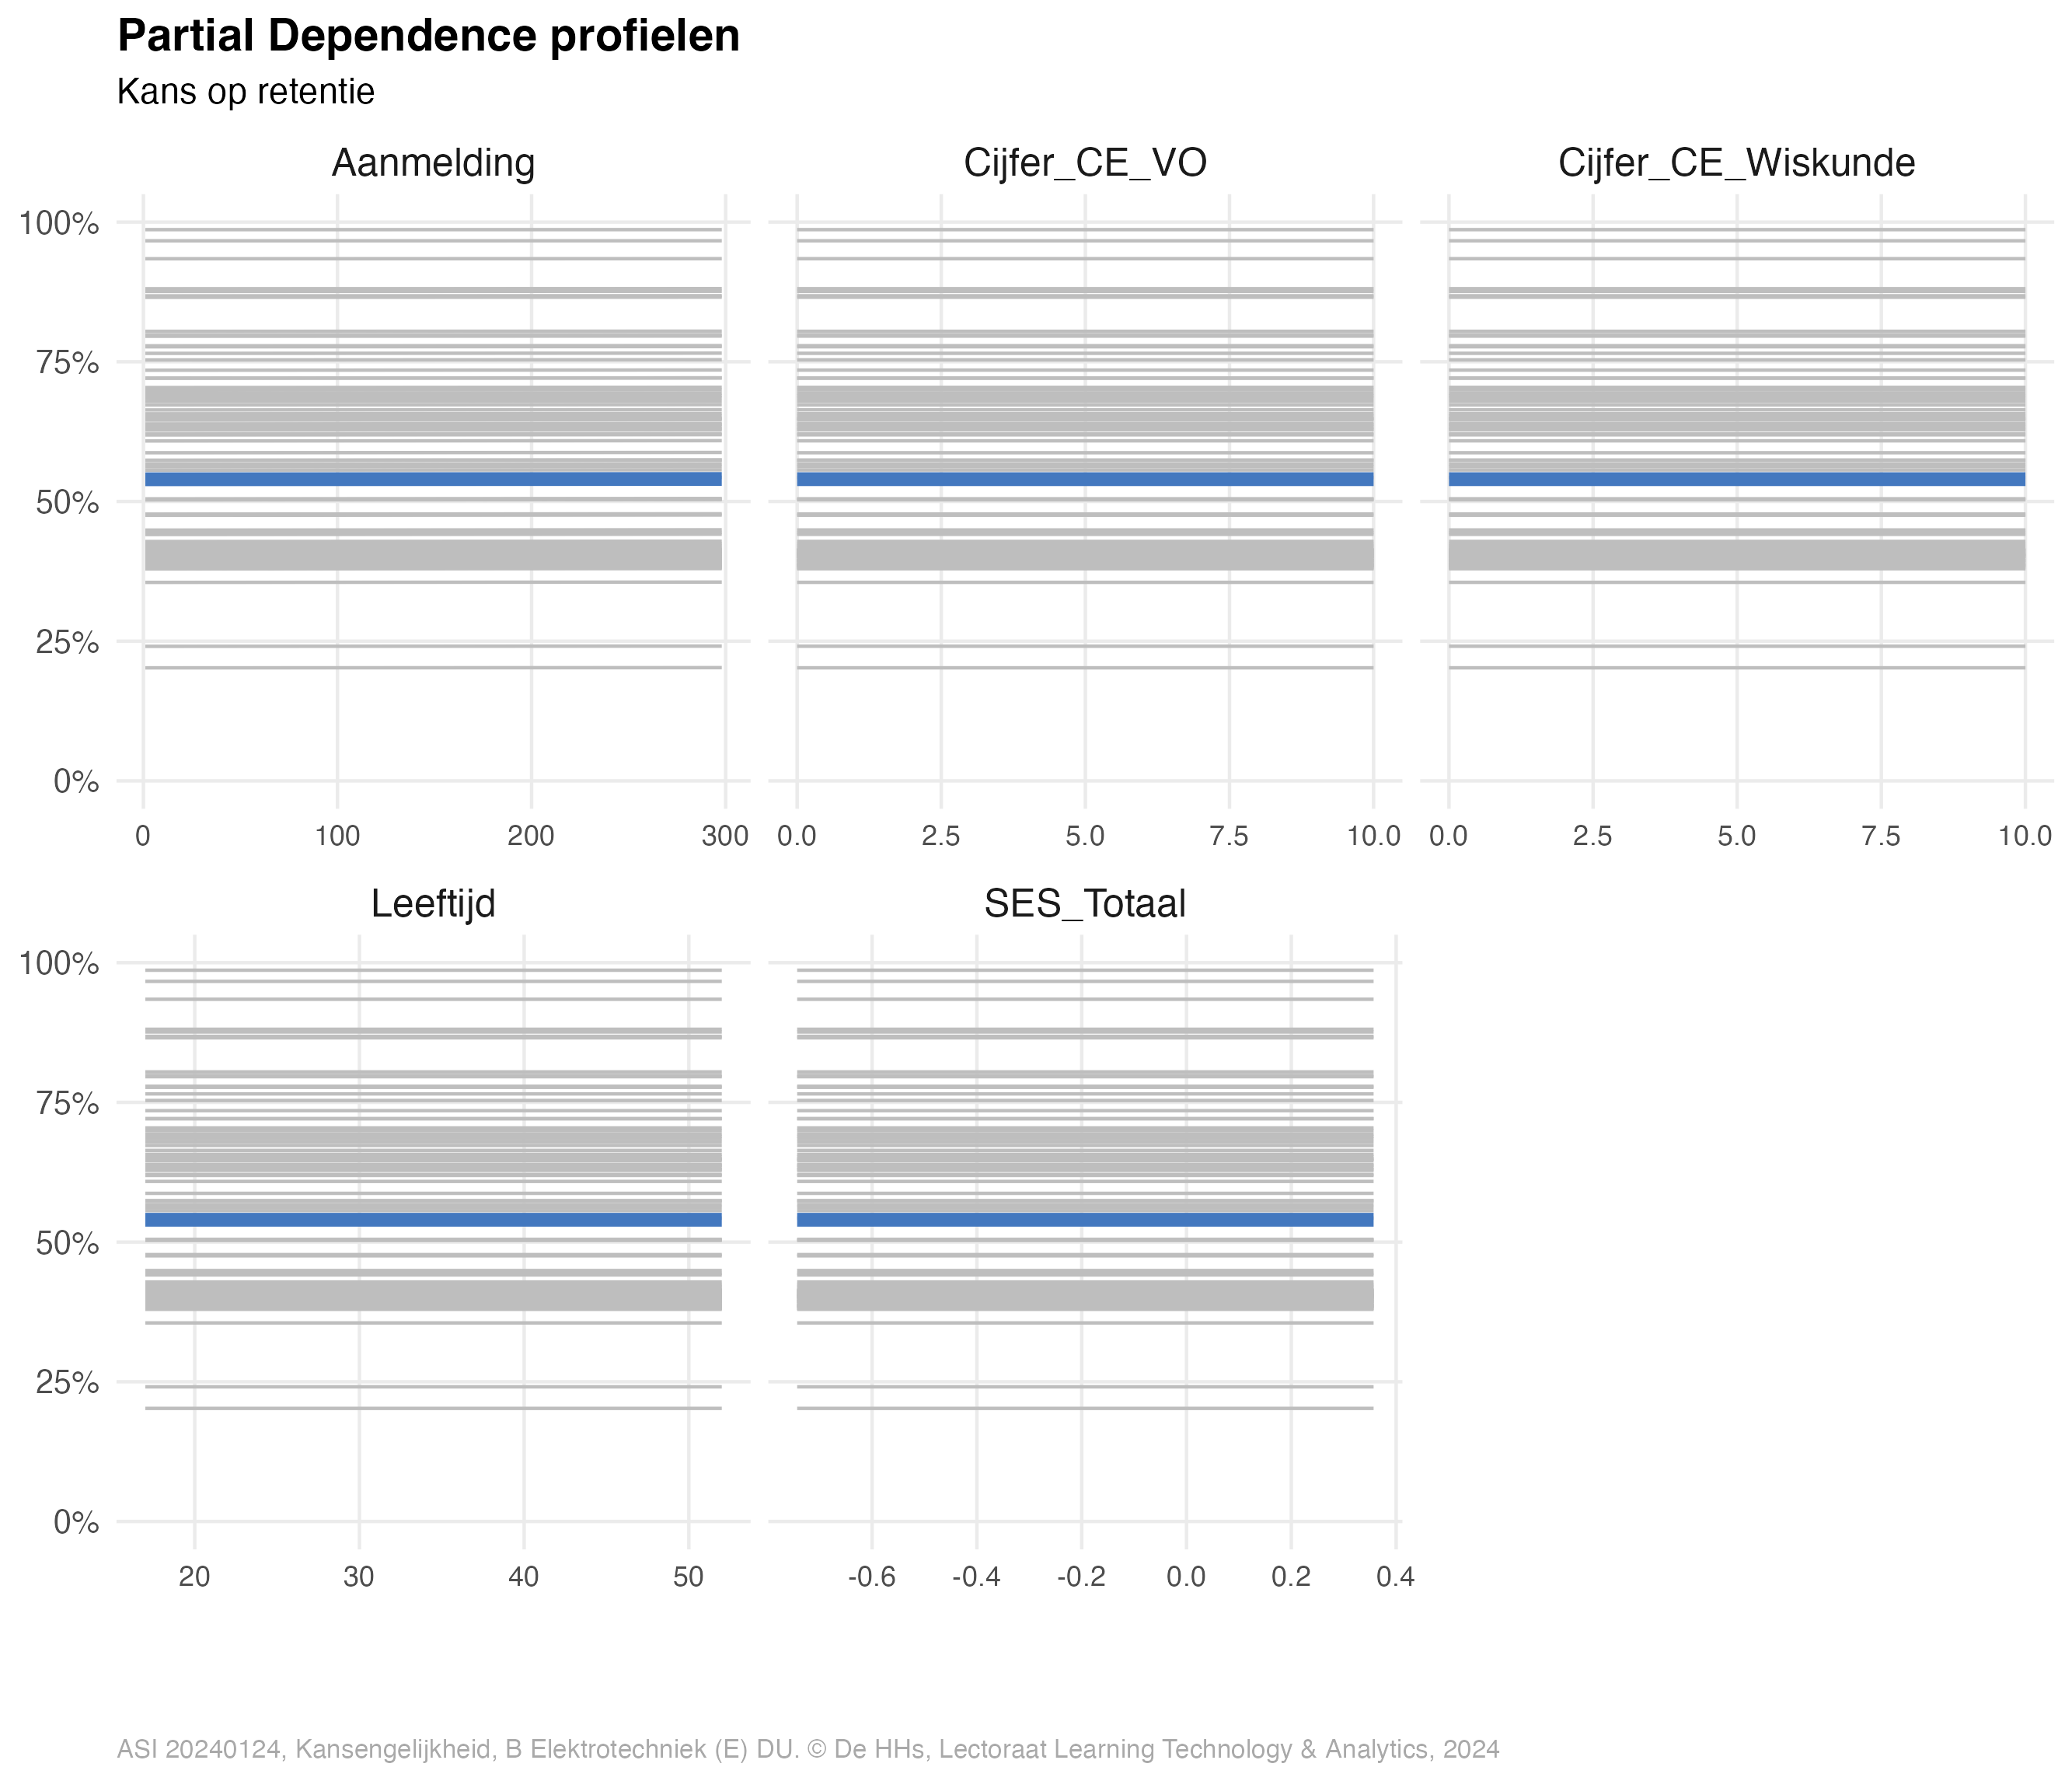 Partial Dependence profielen
Kans op retentie
Aanmelding Cijfer_CE_VO Cijfer_CE_Wiskunde
100%
75%
50%
25%
0%
0 100 200 300 0.0 2.5 5.0 7.5 10.0 0.0 2.5 5.0 7.5 10.0
Leeftijd SES_Totaal
100%
75%
50%
25%
0%
20 30 40 50 -0.6 -0.4 -0.2 0.0 0.2 0.4
ASI 20240124, Kansengelijkheid, B Elektrotechniek (E) DU. © De HHs, Lectoraat Learning Technology & Analytics, 2024